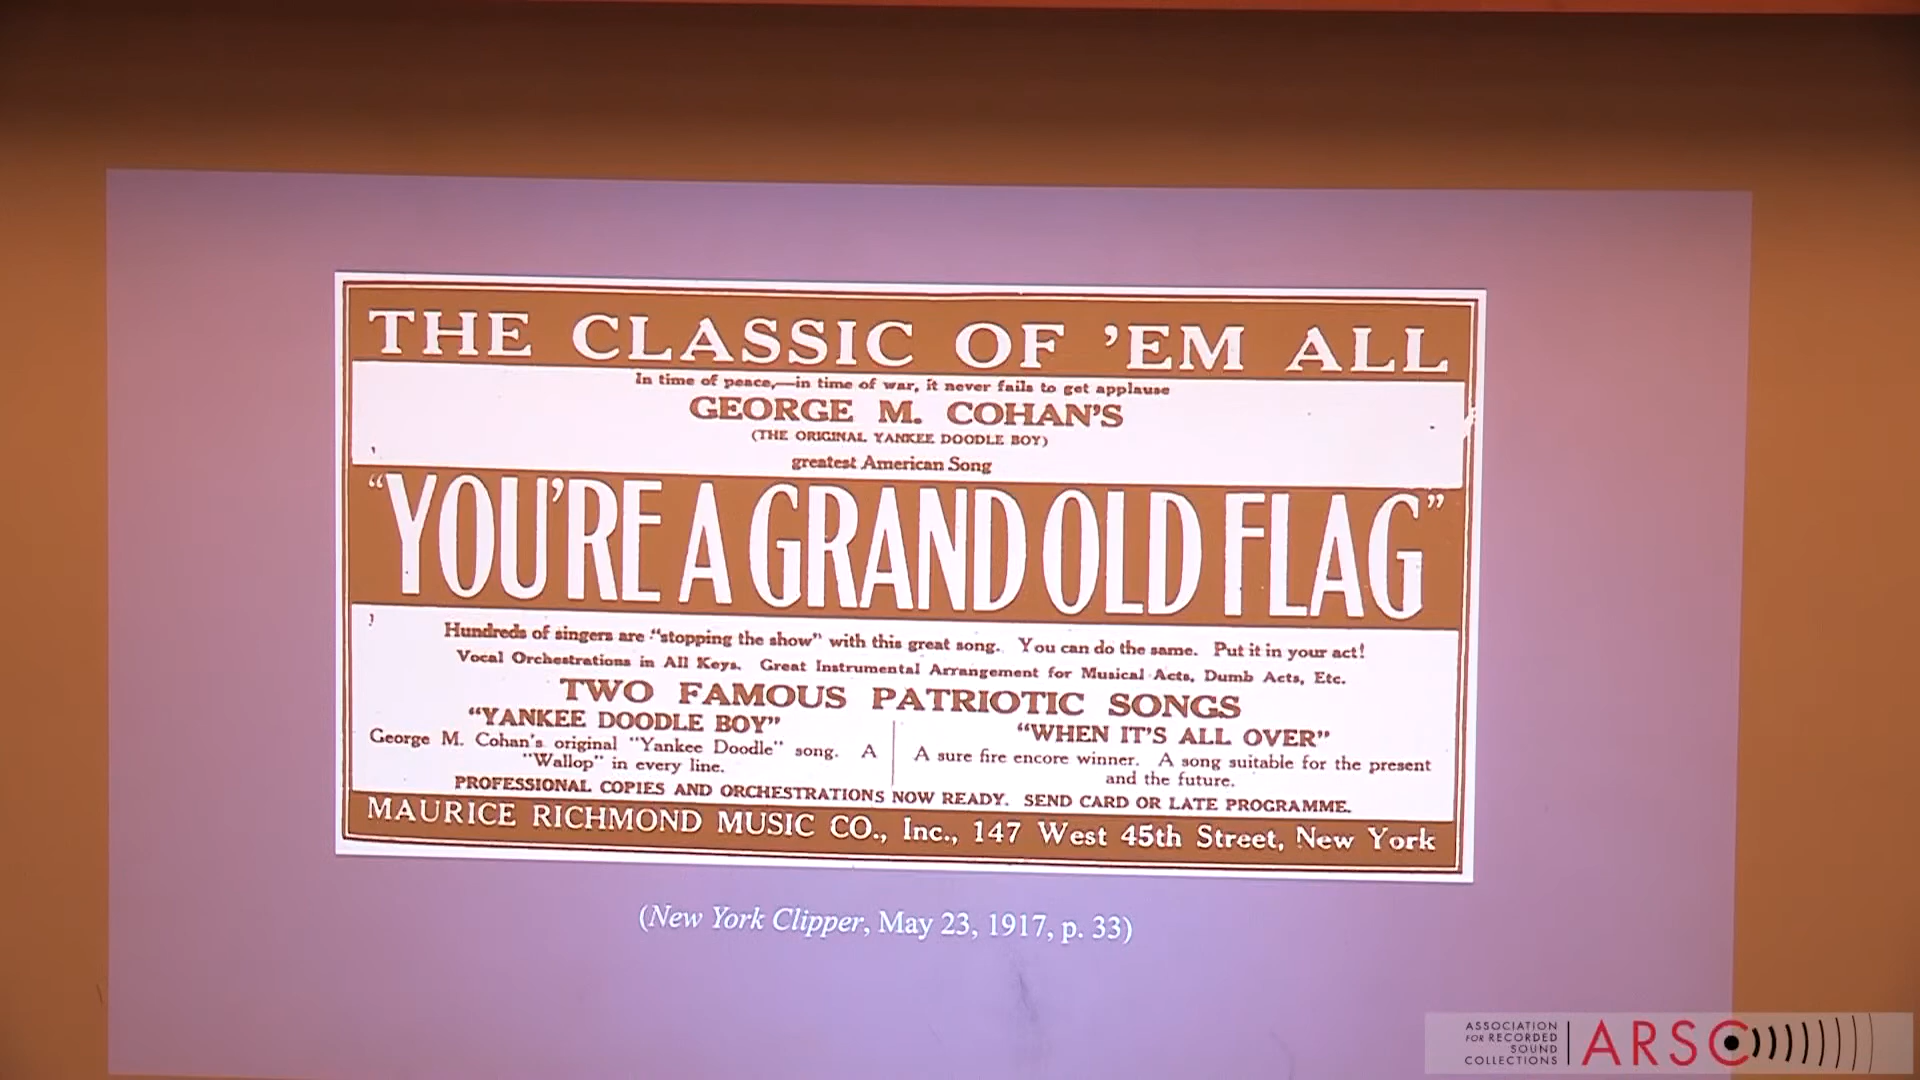 THE CLASSIC OF 'EM ALL
In time of peace,—in time of war, it never fails to get applause
GEORGE M. COHAN'S
(THE ORIGINAL YANKEE DOODLE BOY)
greatest American Song
"YOU'RE A GRAND OLD FLAG"
Hundreds of singers are "stopping the show" with this great song. You can do the same. Put it in your act!
Vocal Orchestrations in All Keys. Great Instrumental Arrangement for Musical Acts, Dumb Acts, Etc.
TWO FAMOUS PATRIOTIC SONGS
"YANKEE DOODLE BOY"
George M. Cohan's original "Yankee Doodle" song. A
"Wallop" in every line.
"WHEN IT'S ALL OVER"
A sure fire encore winner. A song suitable for the present
and the future.
PROFESSIONAL COPIES AND ORCHESTRATIONS NOW READY. SEND CARD OR LATE PROGRAMME.
MAURICE RICHMOND MUSIC CO., Inc., 147 West 45th Street, New York
(New York Clipper, May 23, 1917, p. 33)
ASSOCIATION
FOR RECORDED
SOUND
COLLECTIONS
ARSC